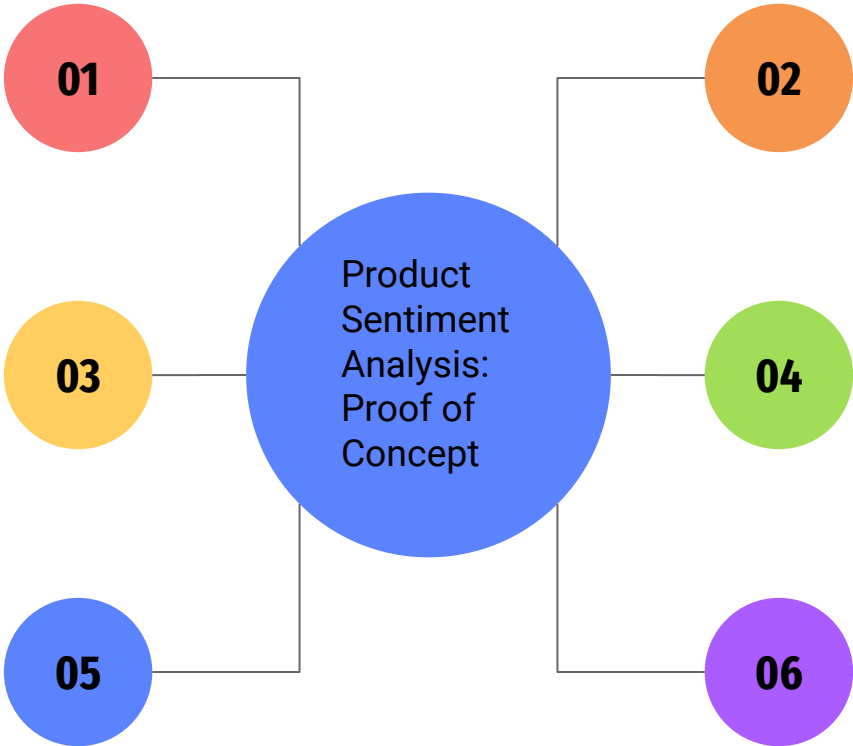 01
02
Product
Sentiment
Analysis:
Proof of
Concept
03
04
05
06